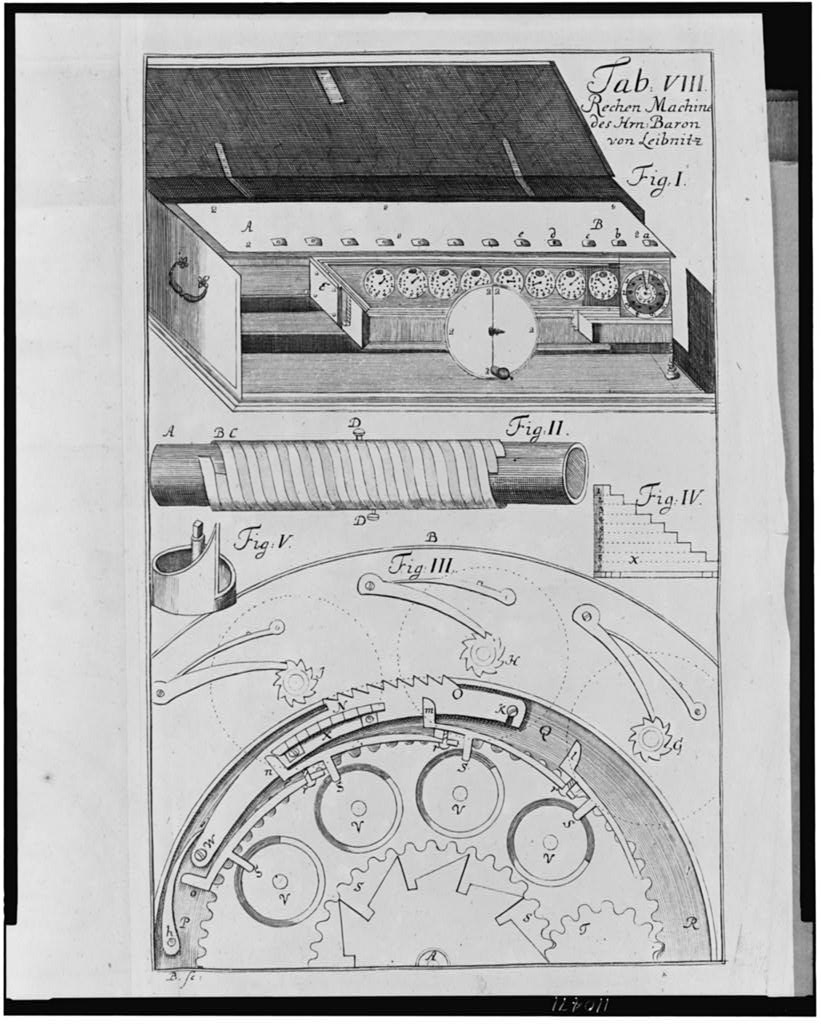 Tab: VIII.
Rechen Machine
des Hrn: Baron
von Leibnitz
Fig: I.
A
B
e
d
c
b
a
A
B C
D
Fig: II.
D
Fig: IV.
x
Fig: V.
B
Fig: III.
J
H
G
N
O
X
m
K
Q
n
W
S
S
S
S
V
V
V
V
h
P
S
S
T
R
A
B. sc: